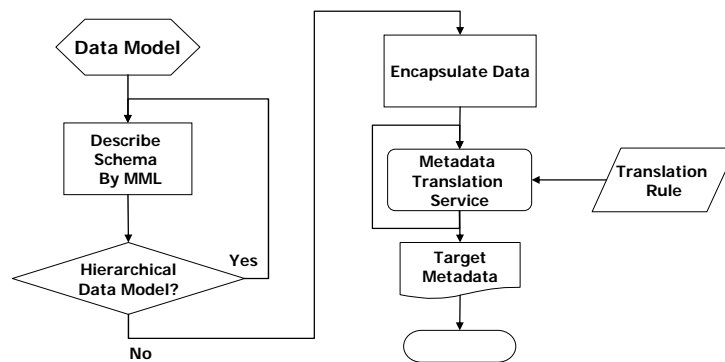 Data Model
Describe
Schema
By MML
Hierarchical
Data Model?
Yes
No
Encapsulate Data
Metadata
Translation
Service
Translation
Rule
Target
Metadata